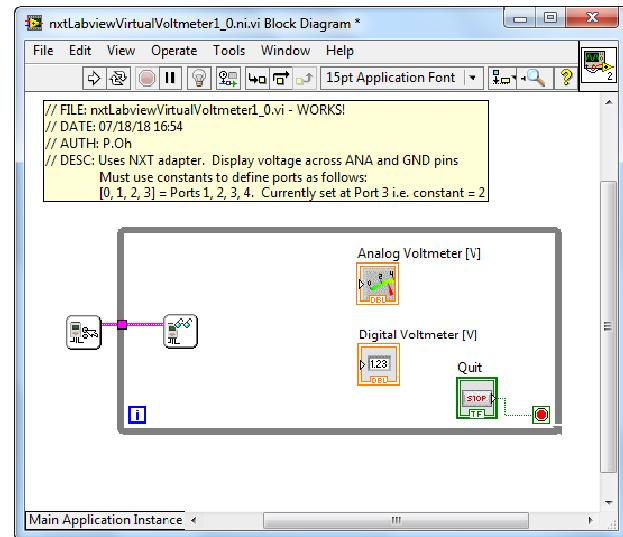 nxtLabviewVirtualVoltmeter1_0.ni.vi Block Diagram *
File Edit View Operate Tools Window Help
15pt Application Font
?
2
// FILE: nxtLabviewVirtualVoltmeter1_0.vi - WORKS!
// DATE: 07/18/18 16:54
// AUTH: P.Oh
// DESC: Uses NXT adapter. Display voltage across ANA and GND pins
Must use constants to define ports as follows:
[0, 1, 2, 3] = Ports 1, 2, 3, 4. Currently set at Port 3 i.e. constant = 2
Analog Voltmeter [V]
0 2 4
DBL
Digital Voltmeter [V]
1.23
DBL
Quit
STOP
TF
i
Main Application Instance